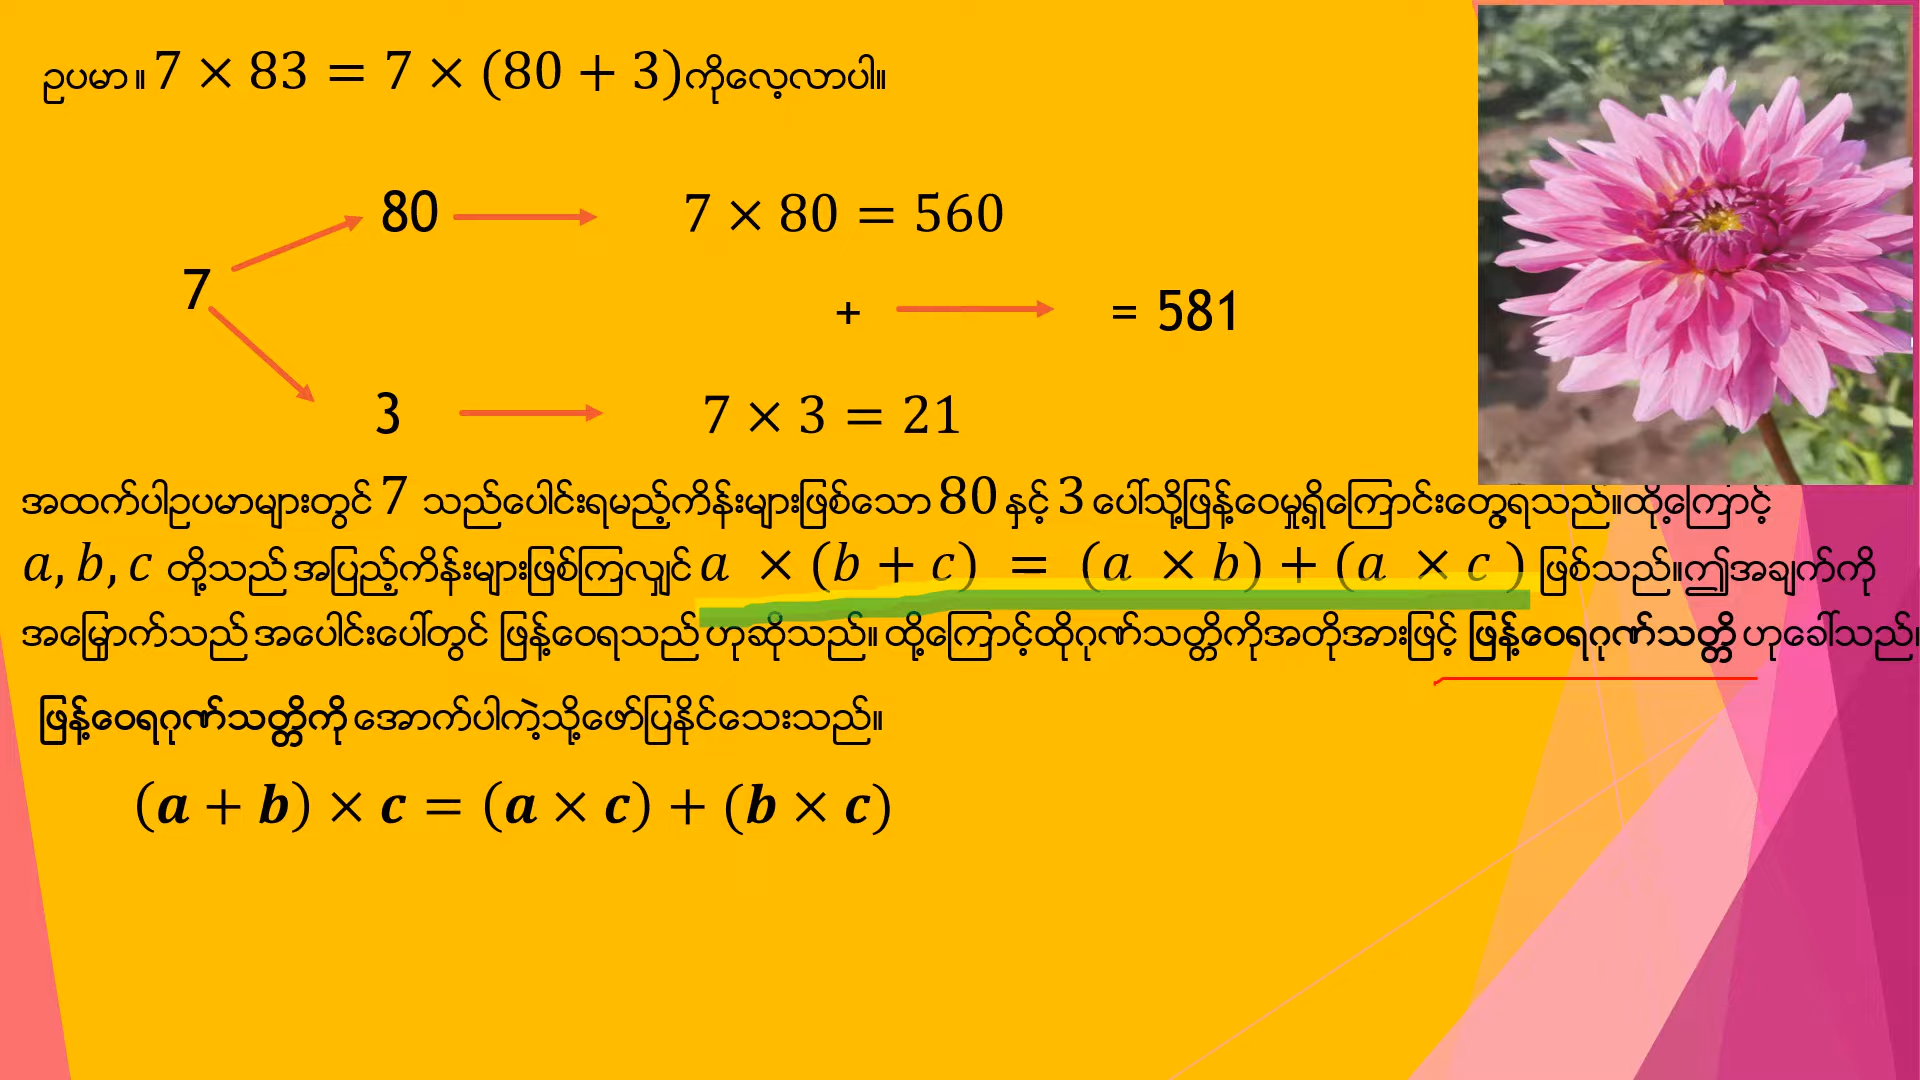 ဥပမာ။ 7 × 83 = 7 × (80 + 3)ကိုလေ့လာပါ။
80 7 × 80 = 560
7
+ = 581
3 7 × 3 = 21
အထက်ပါဥပမာများတွင် 7 သည်ပေါင်းရမည့်ကိန်းများဖြစ်သော 80 နှင့် 3 ပေါ်သို့ဖြန့်ဝေမှုရှိကြောင်းတွေ့ရသည်။ထို့ကြောင့်
a, b, c တို့သည် အပြည့်ကိန်းများဖြစ်ကြလျှင် a × (b + c) = (a × b) + (a × c ) ဖြစ်သည်။ဤအချက်ကို
အမြှောက်သည် အပေါင်းပေါ်တွင် ဖြန့်ဝေရသည် ဟုဆိုသည်။ ထို့ကြောင့်ထိုဂုဏ်သတ္တိကိုအတိုအားဖြင့် ဖြန့်ဝေရဂုဏ်သတ္တိ ဟုခေါ်သည်။
ဖြန့်ဝေရဂုဏ်သတ္တိကို အောက်ပါကဲ့သို့ဖော်ပြနိုင်သေးသည်။
(a + b) × c = (a × c) + (b × c)